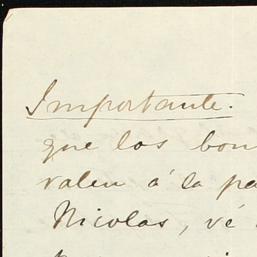 Importante.
que los bon
valen á la pa
Nicolas, vé